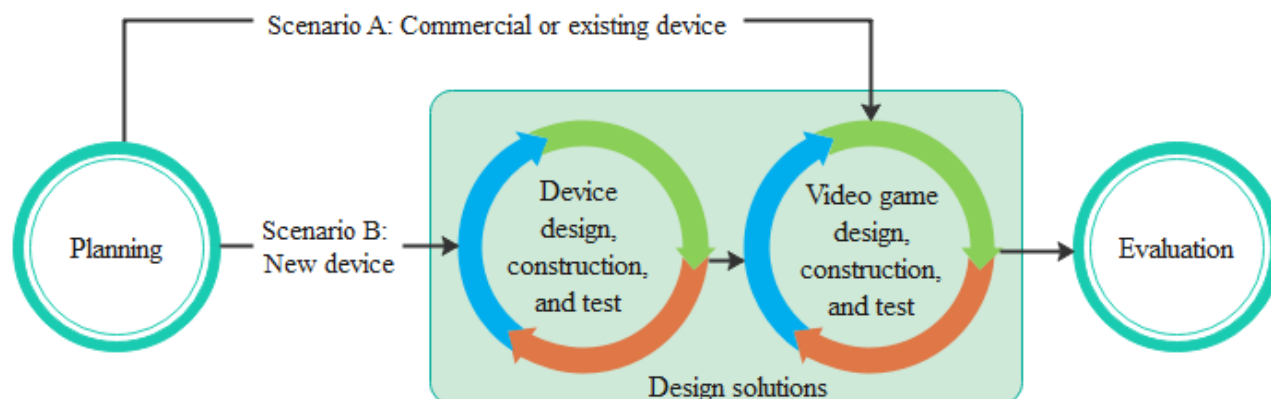 Scenario A: Commercial or existing device
Planning
Scenario B:
New device
Device
design,
construction,
and test
Video game
design,
construction,
and test
Evaluation
Design solutions